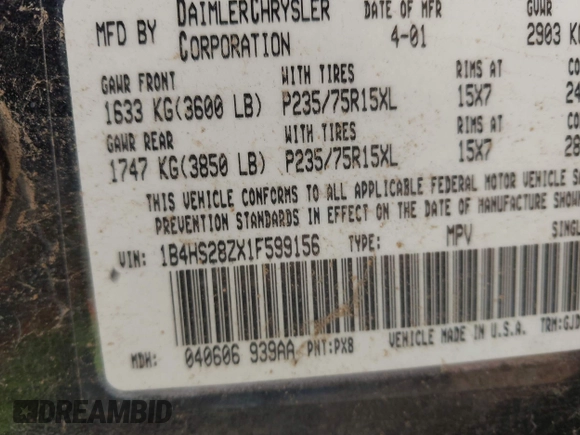 MFD BY DAIMLERCHRYSLER CORPORATION DATE OF MFR 4-01 GVWR 2903 KG
GAWR FRONT WITH TIRES RIMS AT
1633 KG(3600 LB) P235/75R15XL 15X7
GAWR REAR WITH TIRES RIMS AT
1747 KG(3850 LB) P235/75R15XL 15X7
THIS VEHICLE CONFORMS TO ALL APPLICABLE FEDERAL MOTOR VEHICLE
PREVENTION STANDARDS IN EFFECT ON THE DATE OF MANUFACTURE
VIN: 1B4HS28ZX1F599156 TYPE: MPV
MDH: 040606 939AA PNT:PX8 VEHICLE MADE IN U.S.A.
DREAMBID